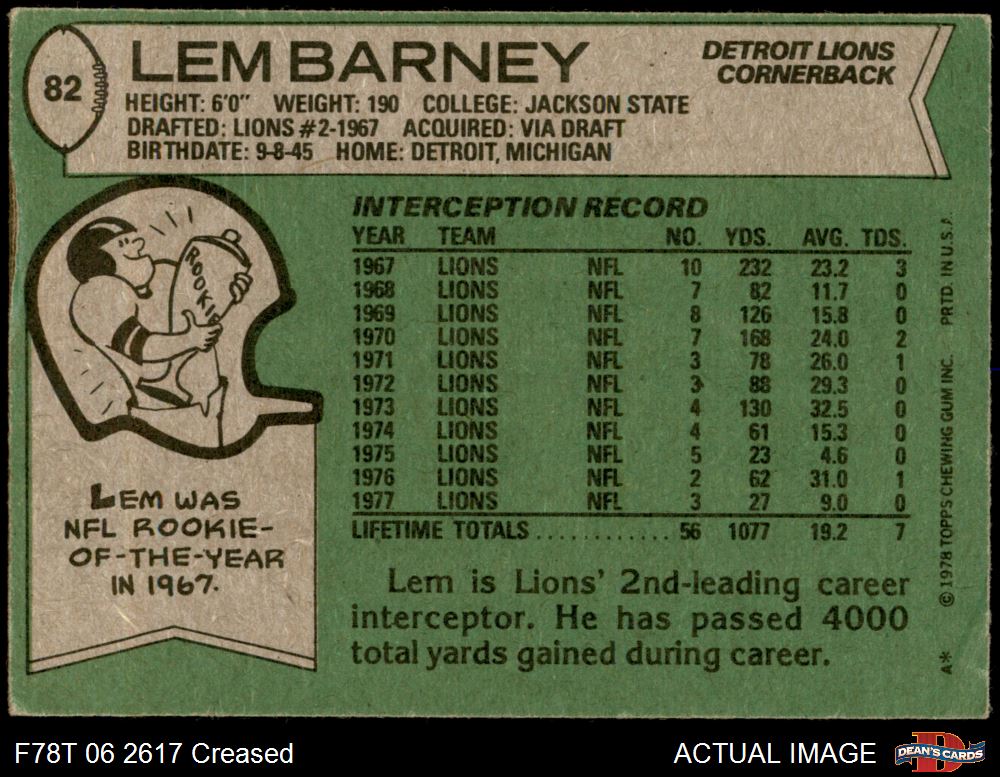 82
LEM BARNEY
DETROIT LIONS
CORNERBACK
HEIGHT: 6'0" WEIGHT: 190 COLLEGE: JACKSON STATE
DRAFTED: LIONS #2-1967 ACQUIRED: VIA DRAFT
BIRTHDATE: 9-8-45 HOME: DETROIT, MICHIGAN
ROOKIE
LEM WAS
NFL ROOKIE-
OF-THE-YEAR
IN 1967.
INTERCEPTION RECORD
YEAR TEAM NO. YDS. AVG. TDS.
1967 LIONS NFL 10 232 23.2 3
1968 LIONS NFL 7 82 11.7 0
1969 LIONS NFL 8 126 15.8 0
1970 LIONS NFL 7 168 24.0 2
1971 LIONS NFL 3 78 26.0 1
1972 LIONS NFL 3 88 29.3 0
1973 LIONS NFL 4 130 32.5 0
1974 LIONS NFL 4 61 15.3 0
1975 LIONS NFL 5 23 4.6 0
1976 LIONS NFL 2 62 31.0 1
1977 LIONS NFL 3 27 9.0 0
LIFETIME TOTALS............ 56 1077 19.2 7
Lem is Lions' 2nd-leading career
interceptor. He has passed 4000
total yards gained during career.
A* © 1978 TOPPS CHEWING GUM INC. PRTD. IN U.S.A.
F78T 06 2617 Creased
ACTUAL IMAGE
DEAN'S CARDS